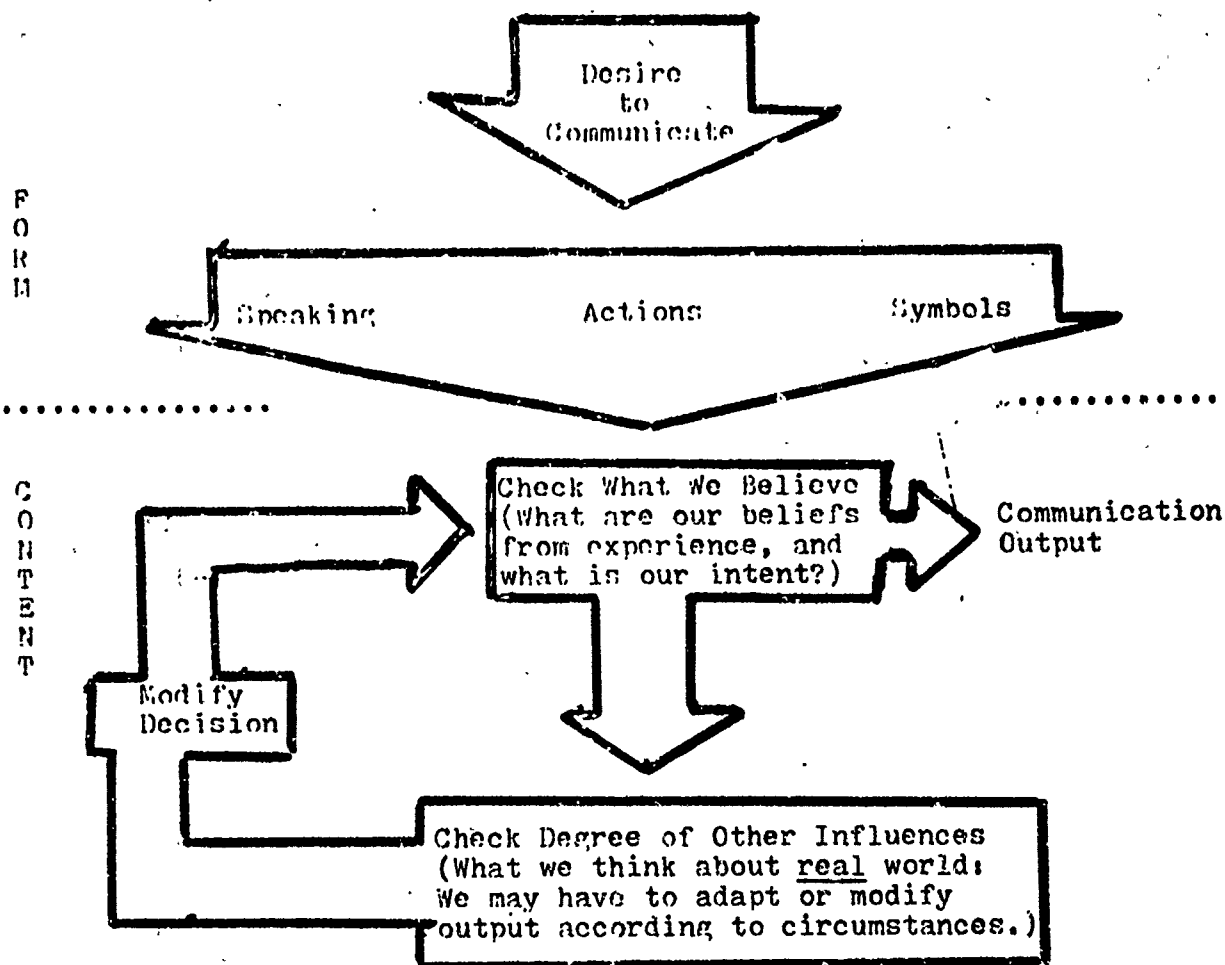 Desire
to
Communicate
FORM
Speaking Actions Symbols
CONTENT
Check What We Believe
(What are our beliefs
from experience, and
what is our intent?)
Communication
Output
Modify
Decision
Check Degree of Other Influences
(What we think about real world:
We may have to adapt or modify
output according to circumstances.)